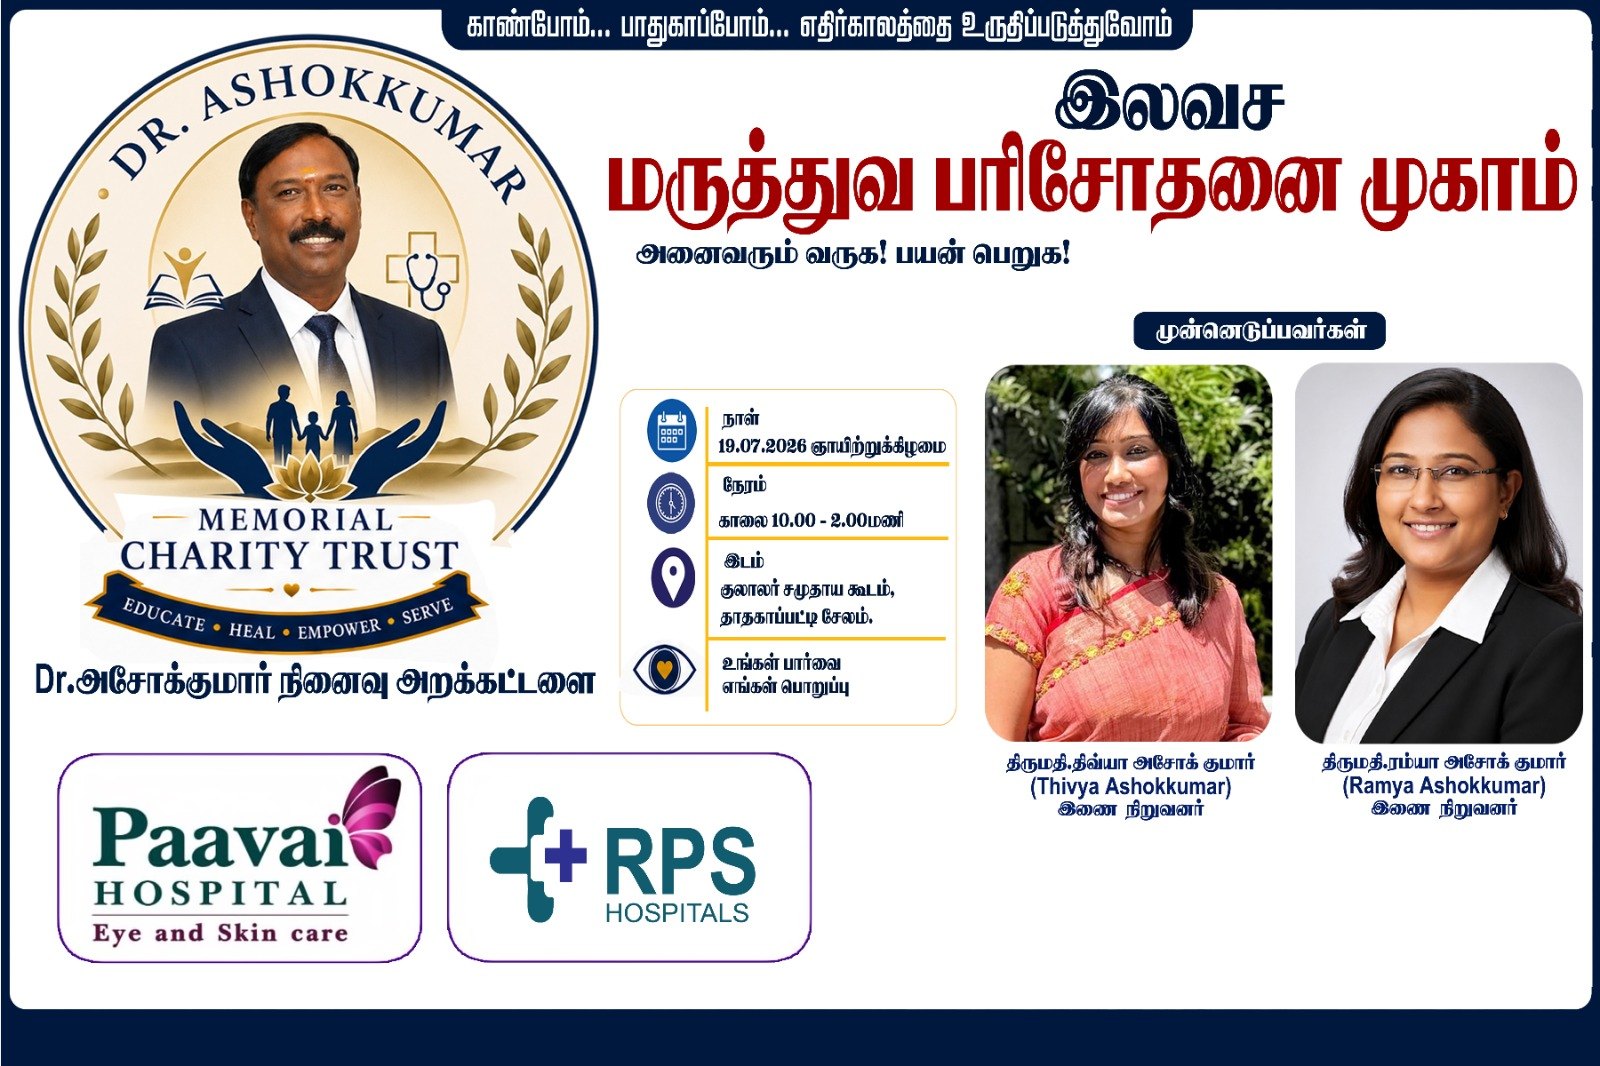 காண்போம்... பாதுகாப்போம்... எதிர்காலத்தை உருதிப்படுத்துவோம்
DR. ASHOKKUMAR
MEMORIAL
CHARITY TRUST
EDUCATE • HEAL • EMPOWER • SERVE
Dr.அசோக்குமார் நினைவு அறக்கட்டளை
இலவச
மருத்துவ பரிசோதனை முகாம்
அனைவரும் வருக! பயன் பெறுக!
நாள்
19.07.2026 ஞாயிற்றுக்கிழமை
நேரம்
காலை 10.00 - 2.00மணி
இடம்
குலாலர் சமுதாய கூடம்,
தாதகாப்பட்டி சேலம்.
உங்கள் பார்வை
எங்கள் பொறுப்பு
முன்னெடுப்பவர்கள்
திருமதி.திவ்யா அசோக் குமார்
(Thivya Ashokkumar)
இணை நிறுவனர்
திருமதி.ரம்யா அசோக் குமார்
(Ramya Ashokkumar)
இணை நிறுவனர்
Paavai
HOSPITAL
Eye and Skin care
RPS
HOSPITALS